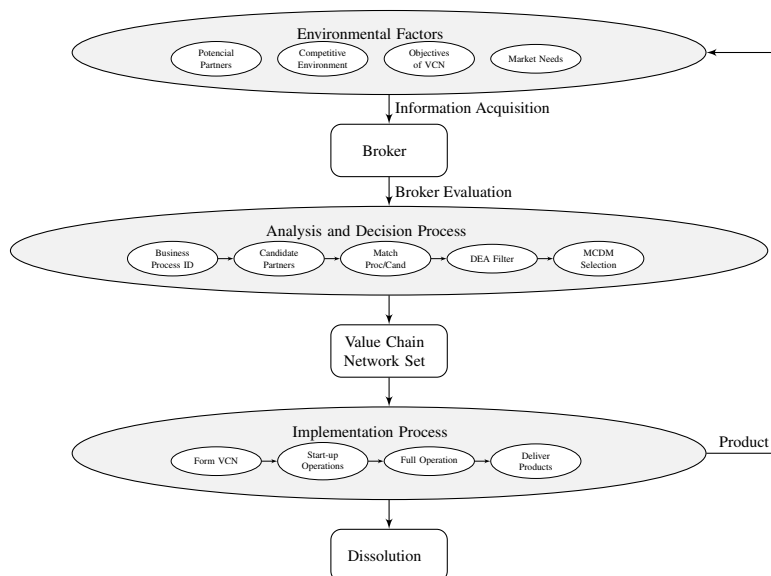 Environmental Factors
Potencial
Partners
Competitive
Environment
Objectives
of VCN
Market Needs
Information Acquisition
Broker
Broker Evaluation
Analysis and Decision Process
Business
Process ID
Candidate
Partners
Match
Proc/Cand
DEA Filter
MCDM
Selection
Value Chain
Network Set
Implementation Process
Form VCN
Start-up
Operations
Full Operation
Deliver
Products
Product
Dissolution